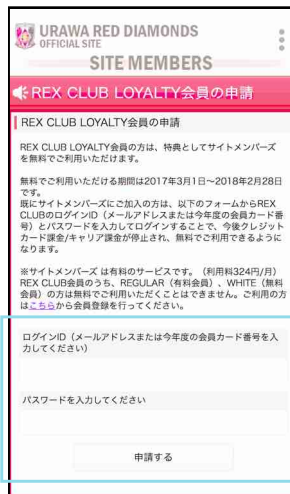 URAWA RED DIAMONDS
OFFICIAL SITE
SITE MEMBERS
REX CLUB LOYALTY会員の申請
REX CLUB LOYALTY会員の申請
REX CLUB LOYALTY会員の方は、特典としてサイトメンバーズ
を無料でご利用いただけます。
無料でご利用いただける期間は2017年3月1日〜2018年2月28日
です。
既にサイトメンバーズにご加入の方は、以下のフォームからREX
CLUBのログインID（メールアドレスまたは今年度の会員カード番
号）とパスワードを入力してログインすることで、今後クレジット
カード課金/キャリア課金が停止され、無料でご利用できるように
なります。
※サイトメンバーズ は有料のサービスです。（利用料324円/月）
REX CLUB会員のうち、REGULAR（有料会員）、WHITE（無料
会員）の方は無料でご利用いただくことはできません。ご利用の方
はこちらから会員登録を行ってください。
ログインID（メールアドレスまたは今年度の会員カード番号を入
力してください）
パスワードを入力してください
申請する